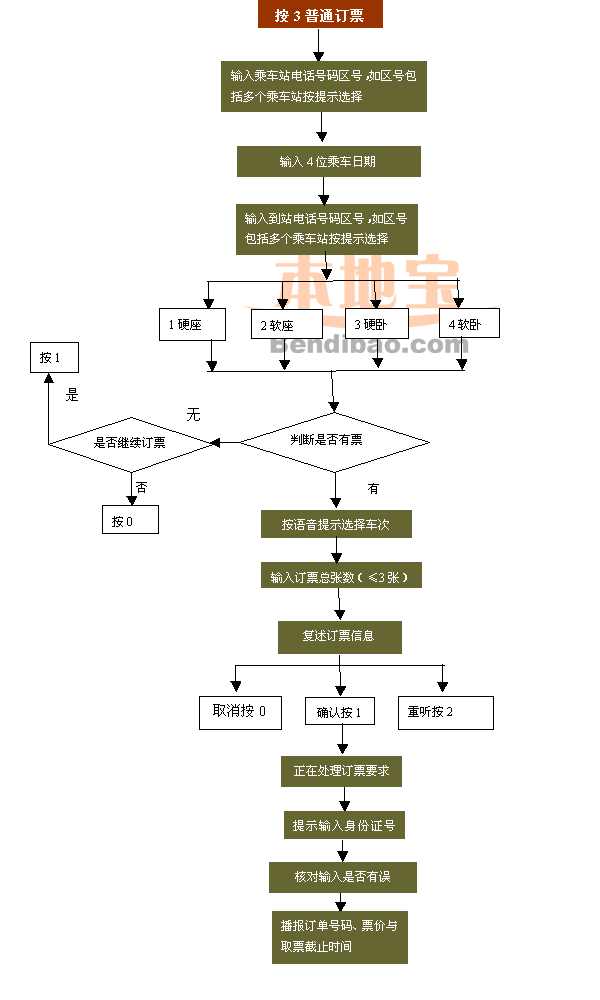 按 3 普通订票
输入乘车站电话号码区号,如区号包
括多个乘车站按提示选择
输入 4 位乘车日期
输入到站电话号码区号,如区号
包括多个乘车站按提示选择
本地宝
1 硬座
2 软座
3 硬卧
4 软卧
Bendibao.com
按 1
是
无
是否继续订票
判断是否有票
否
有
按 0
按语音提示选择车次
输入订票总张数（ ≤3 张）
复述订票信息
取消按 0
确认按 1
重听按 2
正在处理订票要求
提示输入身份证号
核对输入是否有误
播报订单号码、票价与
取票截止时间